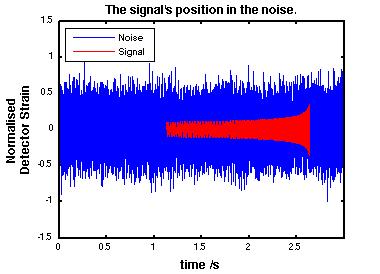 The signal's position in the noise.
Noise
Signal
Normalised
Detector Strain
1.5
1
0.5
0
-0.5
-1
-1.5
0 0.5 1 1.5 2 2.5
time /s